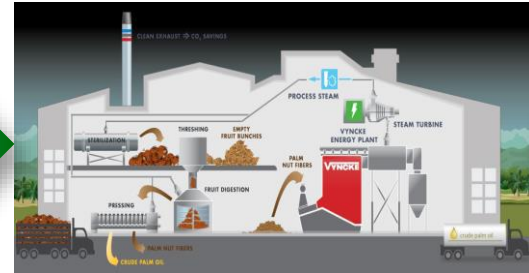 CLEAN EXHAUST
CO₂ SAVINGS
PROCESS STEAM
STEAM TURBINE
VYNCKE
ENERGY PLANT
STERILIZATION
THRESHING
EMPTY
FRUIT BUNCHES
PALM
NUT FIBERS
VYNCKE
FRUIT DIGESTION
PRESSING
PALM NUT FIBERS
CRUDE PALM OIL
crude palm oil